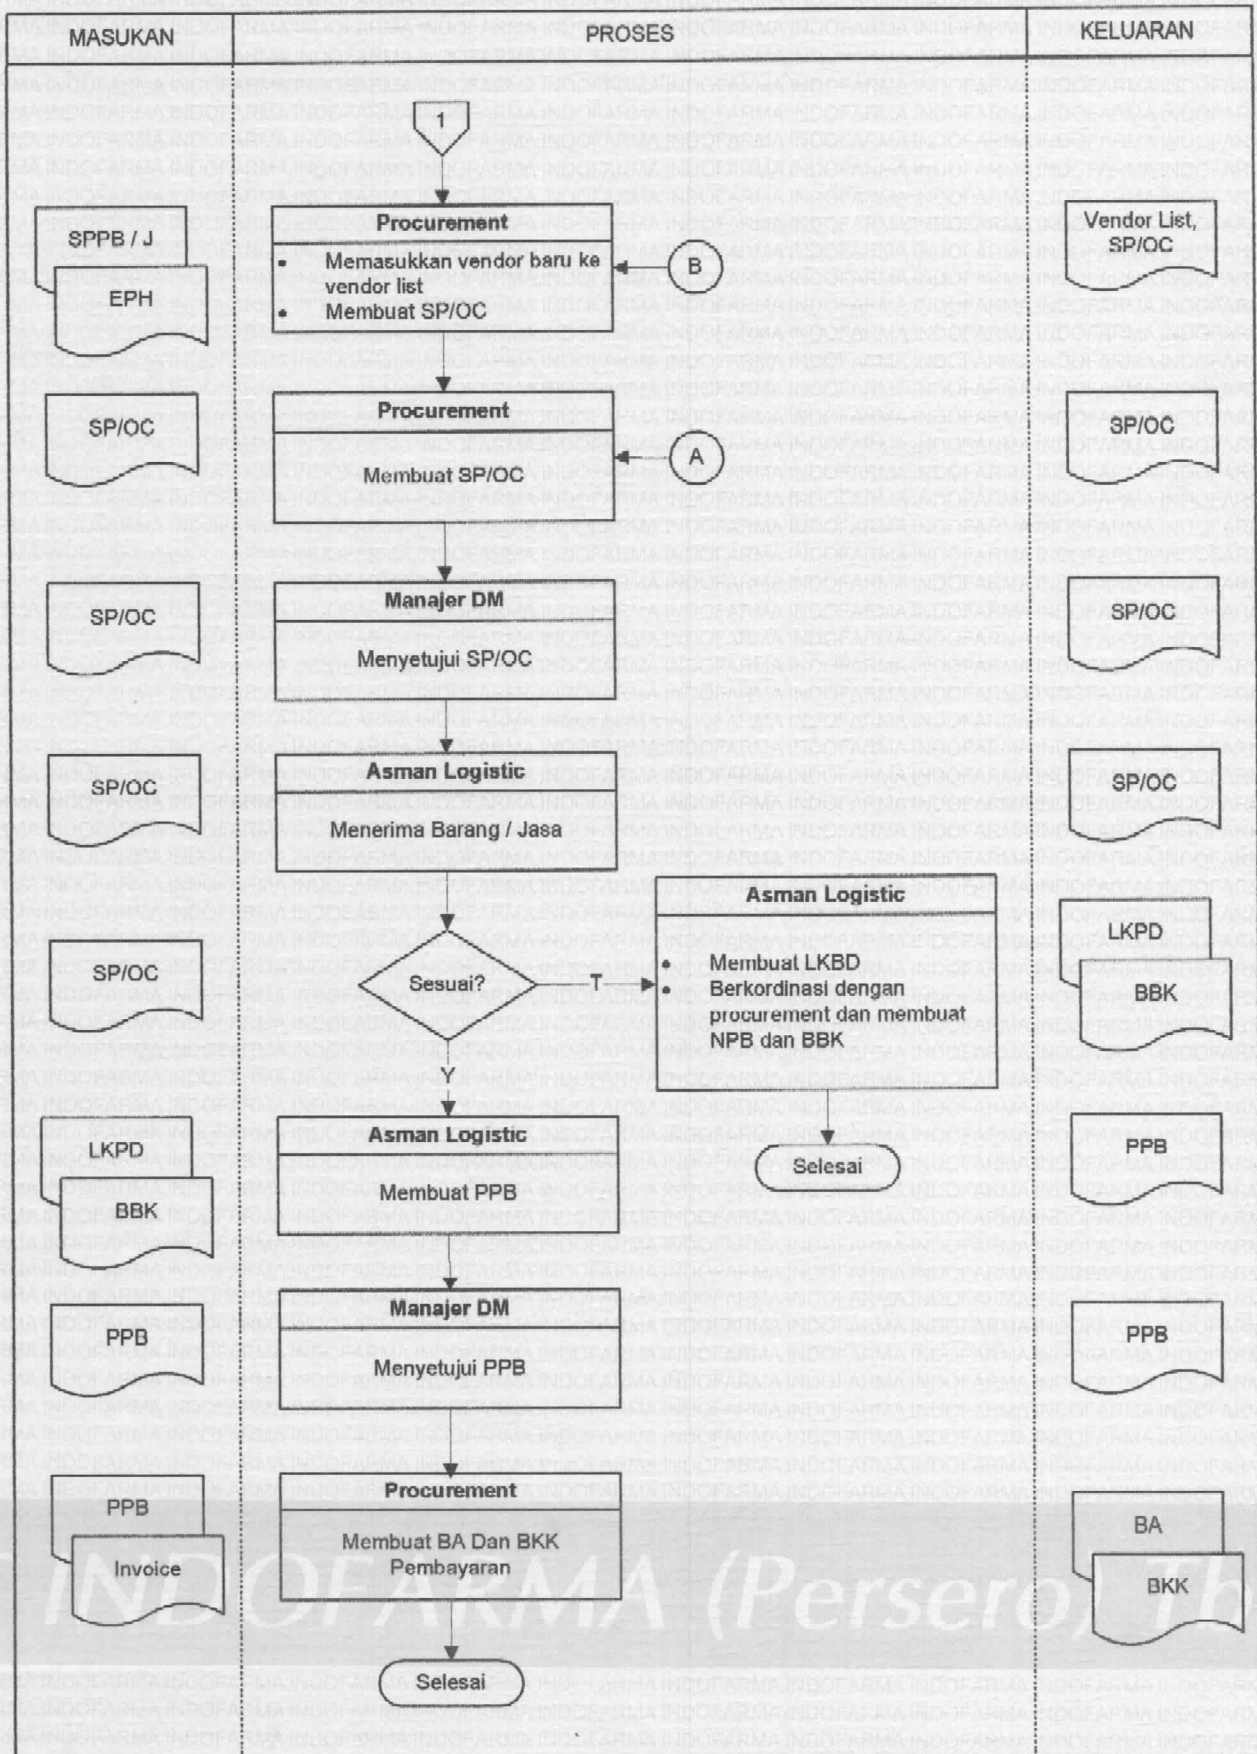 MASUKAN
PROSES
KELUARAN
1
SPPB / J
EPH
Procurement
• Memasukkan vendor baru ke
vendor list
• Membuat SP/OC
B
Vendor List,
SP/OC
SP/OC
Procurement
Membuat SP/OC
A
SP/OC
SP/OC
Manajer DM
Menyetujui SP/OC
SP/OC
SP/OC
Asman Logistic
Menerima Barang / Jasa
SP/OC
SP/OC
Sesuai?
T
Y
Asman Logistic
• Membuat LKBD
• Berkordinasi dengan
procurement dan membuat
NPB dan BBK
LKPD
BBK
Selesai
LKPD
BBK
Asman Logistic
Membuat PPB
PPB
PPB
Manajer DM
Menyetujui PPB
PPB
PPB
Invoice
Procurement
Membuat BA Dan BKK
Pembayaran
BA
BKK
INDOFARMA (Persero) Tb
Selesai